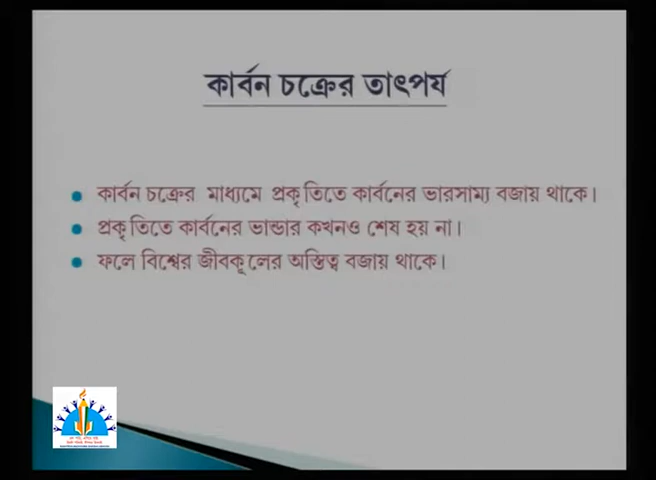 কার্বন চক্রের তাৎপর্য
কার্বন চক্রের মাধ্যমে প্রকৃতিতে কার্বনের ভারসাম্য বজায় থাকে।
প্রকৃতিতে কার্বনের ভান্ডার কখনও শেষ হয় না।
ফলে বিশ্বের জীবকূলের অস্তিত্ব বজায় থাকে।